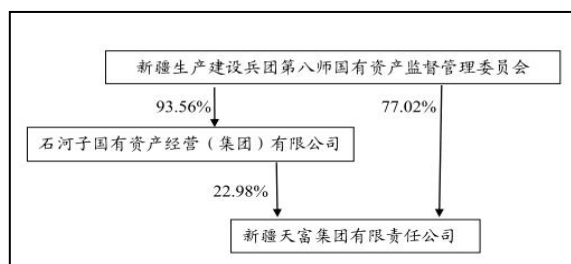 新疆生产建设兵团第八师国有资产监督管理委员会
93.56%
77.02%
石河子国有资产经营（集团）有限公司
22.98%
新疆天富集团有限责任公司